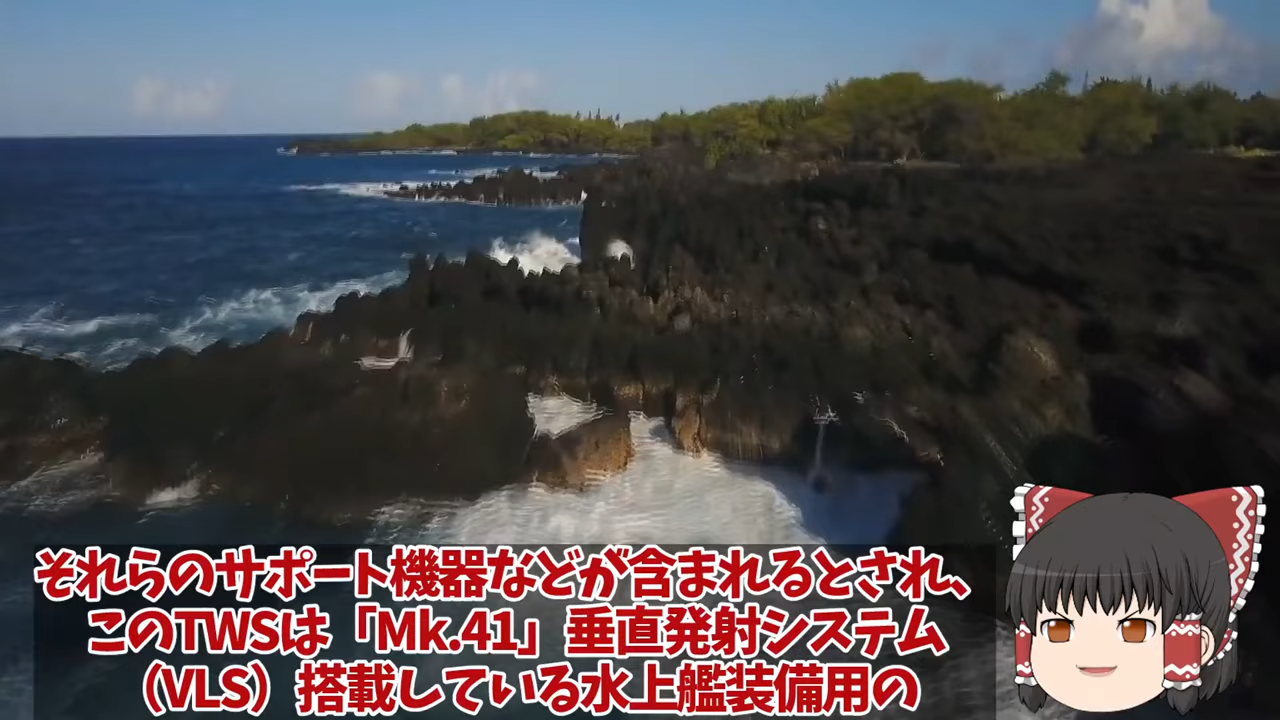 それらのサポート機器などが含まれるとされ、
このTWSは「Mk.41」垂直発射システム
（VLS）搭載している水上艦装備用の